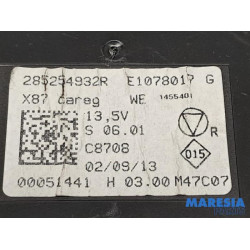 285254932R E1078017 G
X87 Careg WE 1455401
13,5V
S 06.01 R
C8708 015
02/09/13
00051441 H 03.00 M47C07
MARESIA